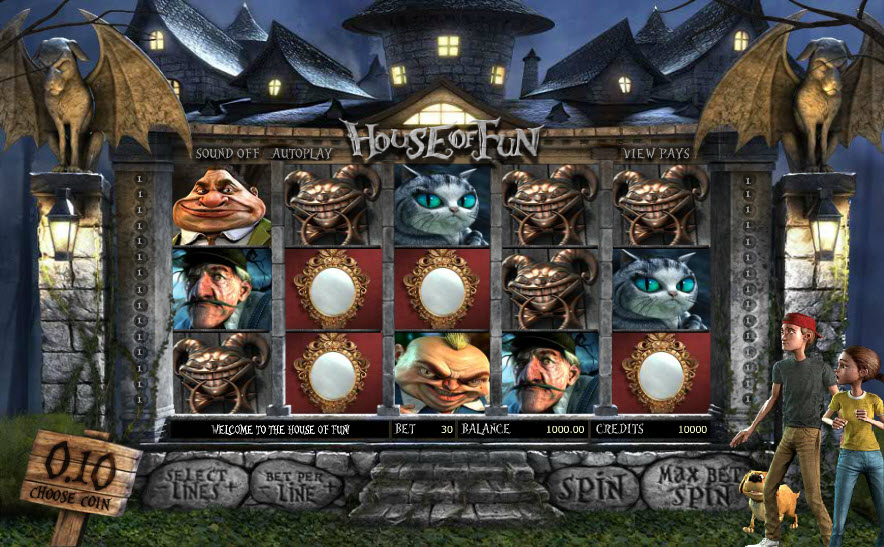 HOUSE OF FUN
SOUND OFF AUTOPLAY VIEW PAYS
WELCOME TO THE HOUSE OF FUN! BET 30 BALANCE 1000.00 CREDITS 10000
0.10
CHOOSE COIN
SELECT
- LINES +
BET PER
- LINE +
SPIN
MAX BET
SPIN